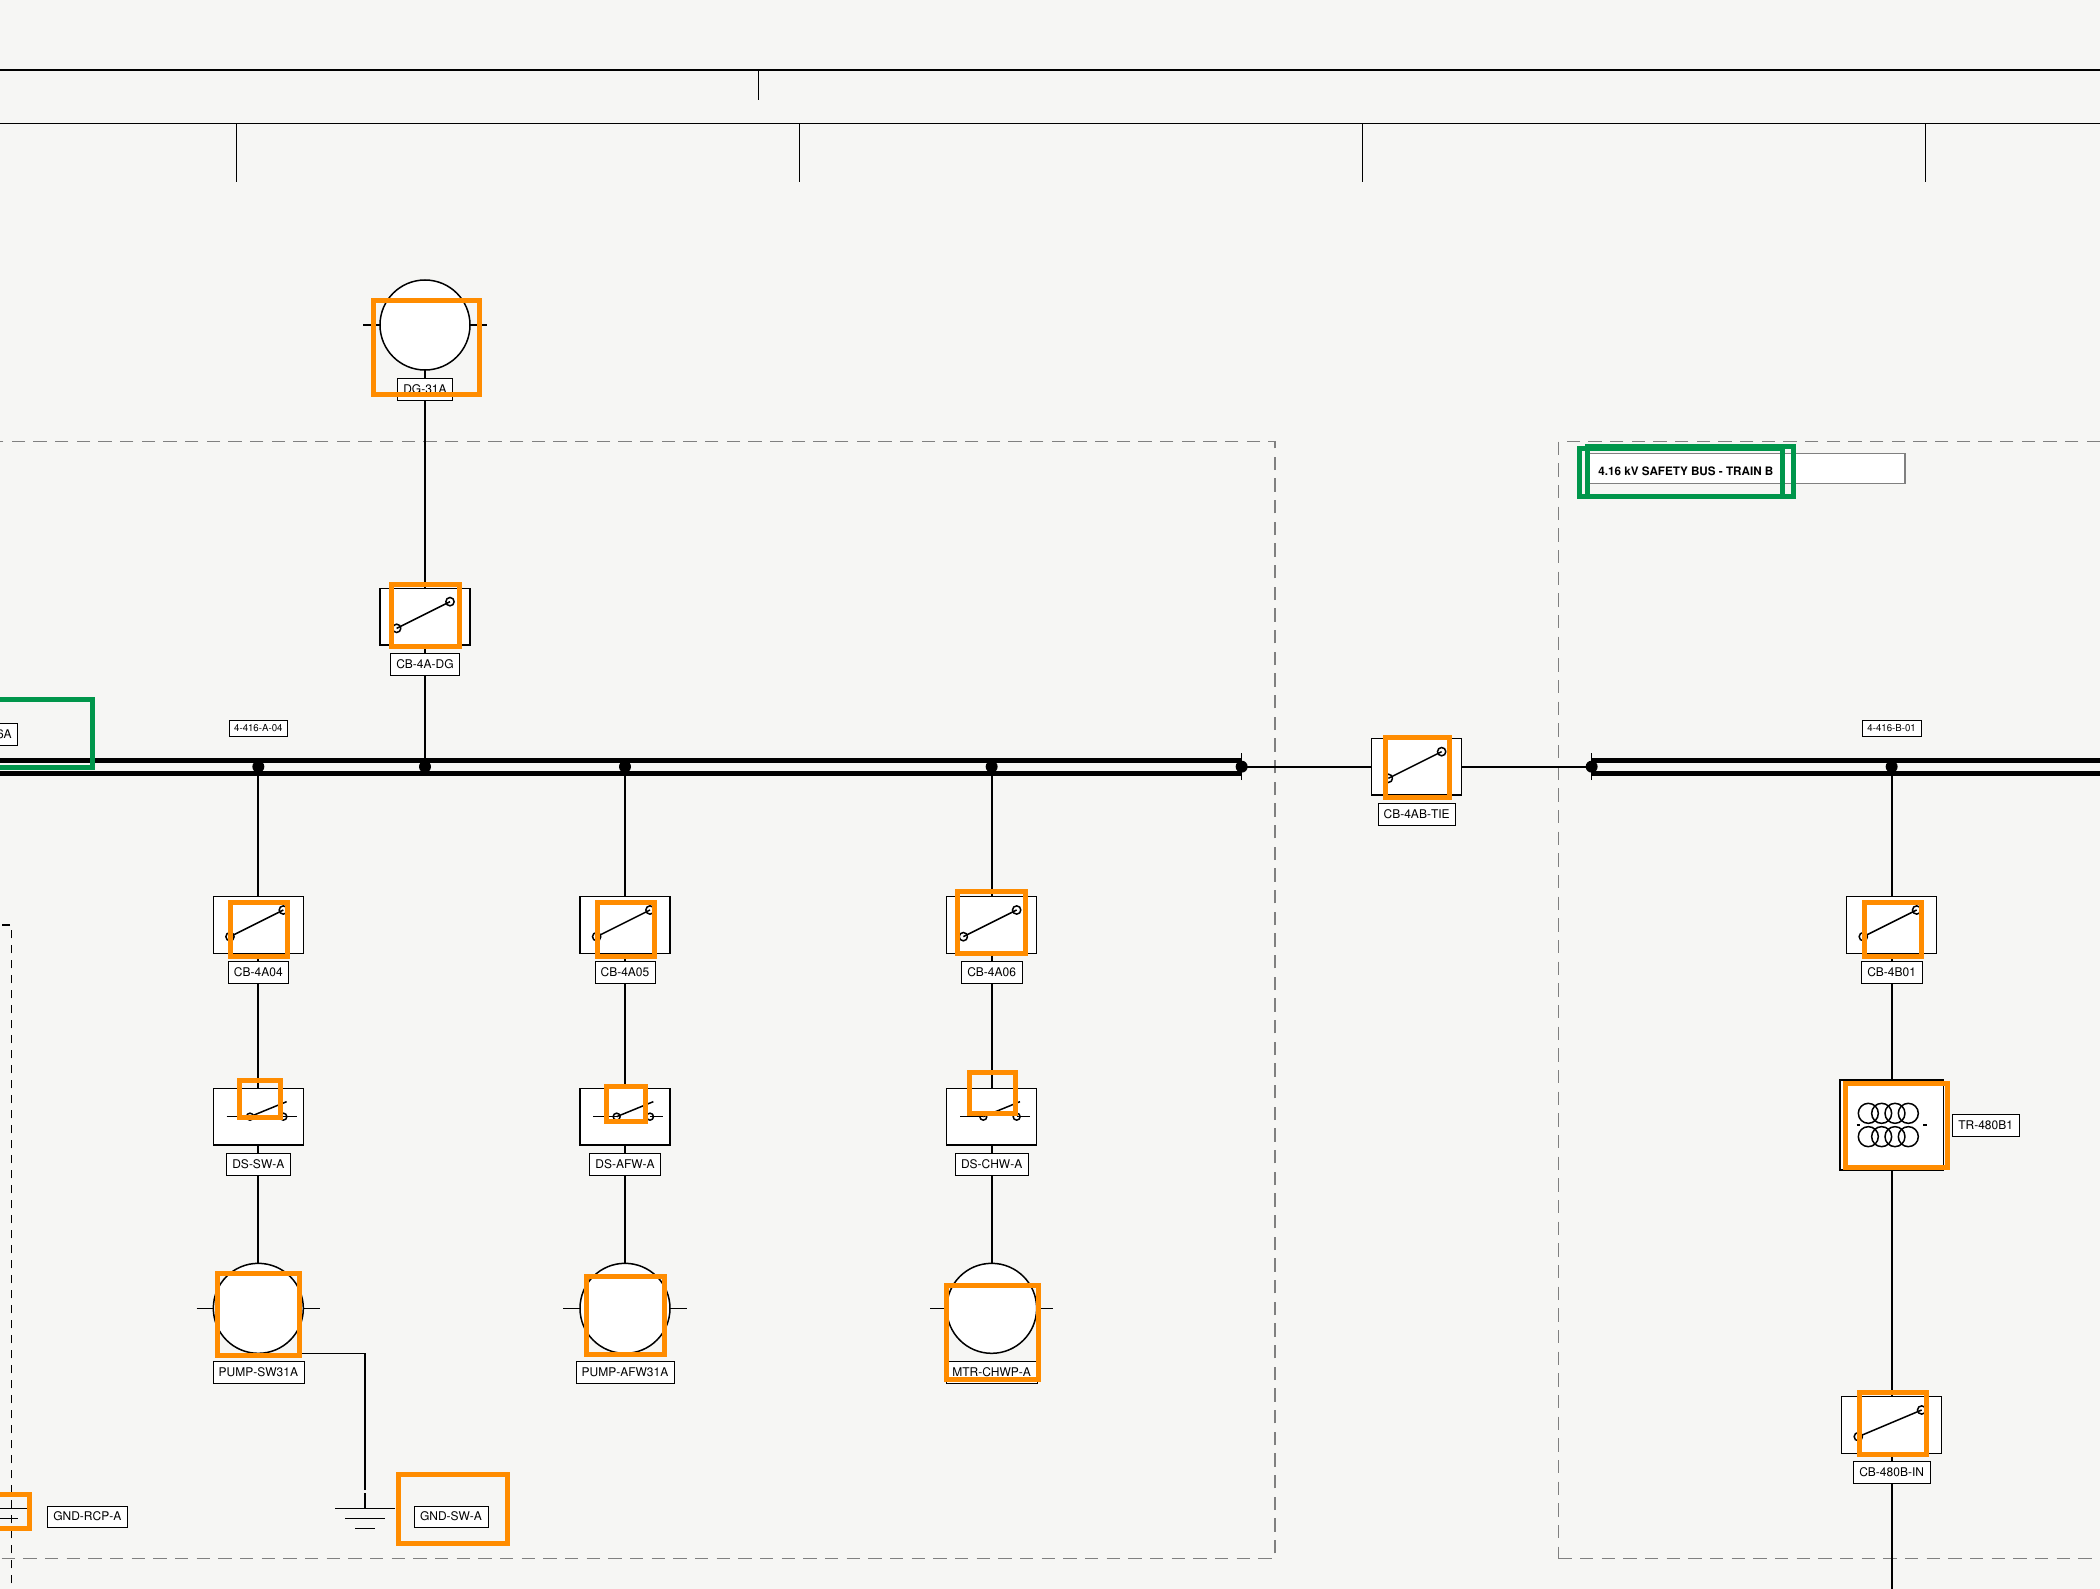 DG-31A
4.16 kV SAFETY BUS - TRAIN B
CB-4A-DG
6A
4-416-A-04
4-416-B-01
CB-4AB-TIE
CB-4A04
CB-4A05
CB-4A06
CB-4B01
TR-480B1
DS-SW-A
DS-AFW-A
DS-CHW-A
PUMP-SW31A
PUMP-AFW31A
MTR-CHWP-A
CB-480B-IN
GND-RCP-A
GND-SW-A